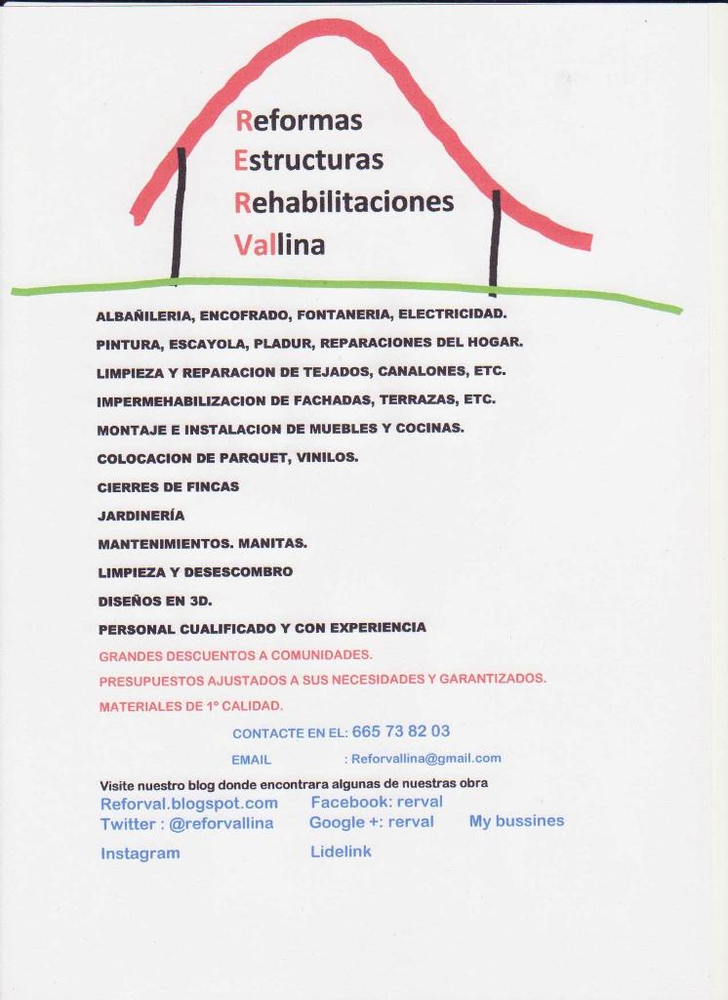 Reformas
Estructuras
Rehabilitaciones
Vallina
ALBAÑILERIA, ENCOFRADO, FONTANERIA, ELECTRICIDAD.
PINTURA, ESCAYOLA, PLADUR, REPARACIONES DEL HOGAR.
LIMPIEZA Y REPARACION DE TEJADOS, CANALONES, ETC.
IMPERMEHABILIZACION DE FACHADAS, TERRAZAS, ETC.
MONTAJE E INSTALACION DE MUEBLES Y COCINAS.
COLOCACION DE PARQUET, VINILOS.
CIERRES DE FINCAS
JARDINERÍA
MANTENIMIENTOS. MANITAS.
LIMPIEZA Y DESESCOMBRO
DISEÑOS EN 3D.
PERSONAL CUALIFICADO Y CON EXPERIENCIA
GRANDES DESCUENTOS A COMUNIDADES.
PRESUPUESTOS AJUSTADOS A SUS NECESIDADES Y GARANTIZADOS.
MATERIALES DE 1º CALIDAD.
CONTACTE EN EL: 665 73 82 03
EMAIL : Reforvallina@gmail.com
Visite nuestro blog donde encontrara algunas de nuestras obra
Reforval.blogspot.com Facebook: rerval
Twitter : @reforvallina Google +: rerval My bussines
Instagram Lidelink